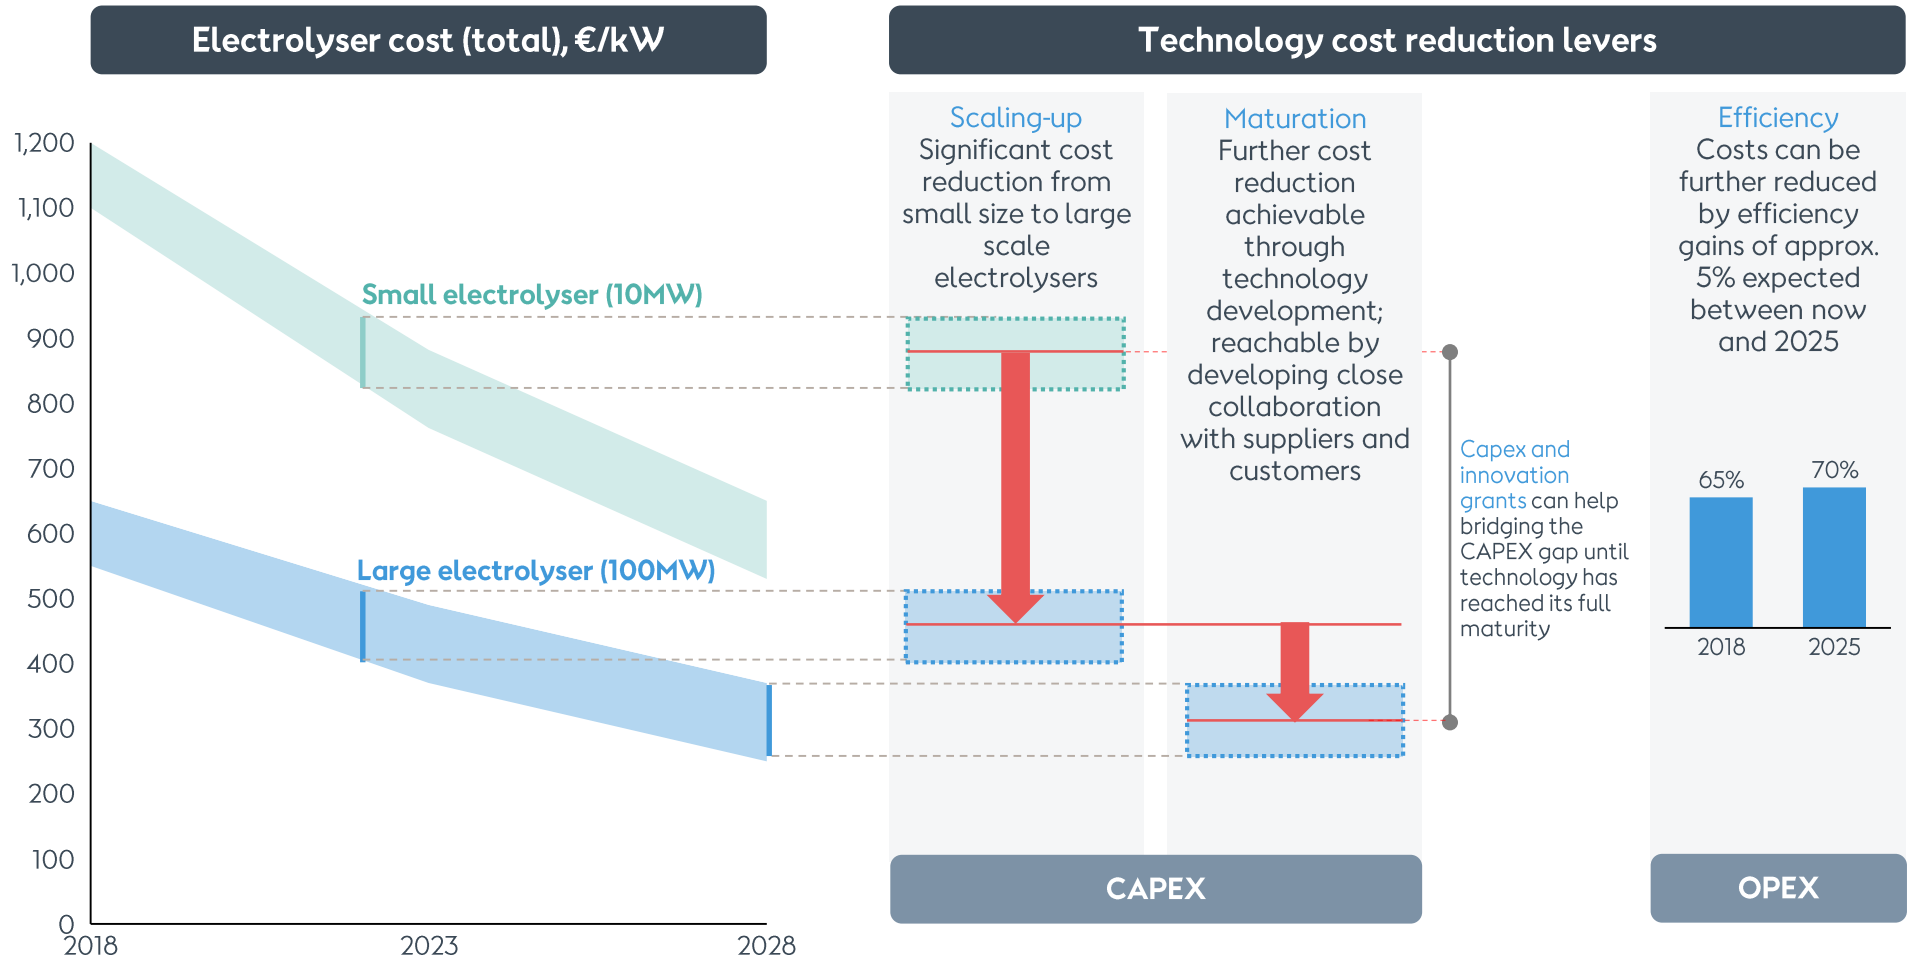 Electrolyser cost (total), €/kW
1,200
1,100
1,000
900
800
700
600
500
400
300
200
100
0
2018
2023
2028
Small electrolyser (10MW)
Large electrolyser (100MW)
Technology cost reduction levers
Scaling-up
Significant cost
reduction from
small size to large
scale
electrolysers
Maturation
Further cost
reduction
achievable
through
technology
development;
reachable by
developing close
collaboration
with suppliers and
customers
CAPEX
Capex and
innovation
grants can help
bridging the
CAPEX gap until
technology has
reached its full
maturity
Efficiency
Costs can be
further reduced
by efficiency
gains of approx.
5% expected
between now
and 2025
65%
70%
2018
2025
OPEX